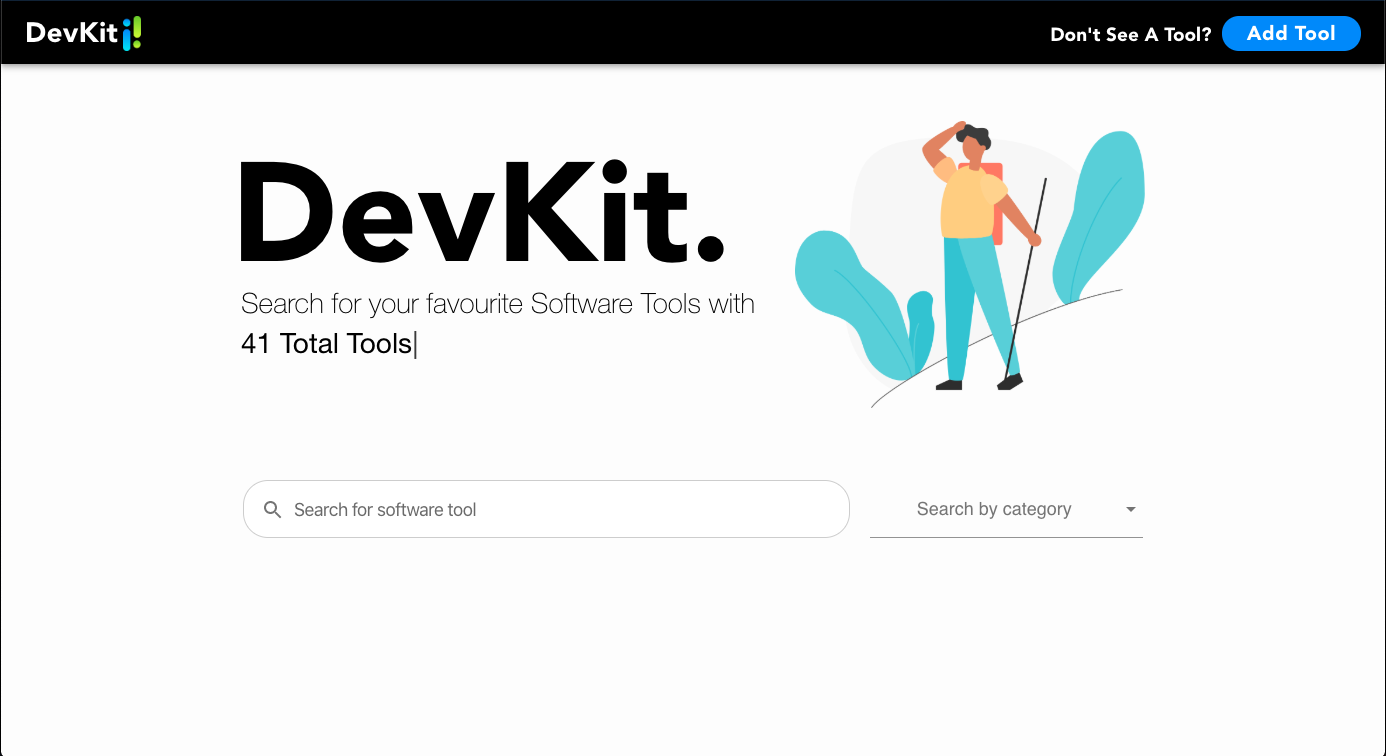 DevKit
Don't See A Tool? Add Tool
DevKit.
Search for your favourite Software Tools with
41 Total Tools
Search for software tool
Search by category